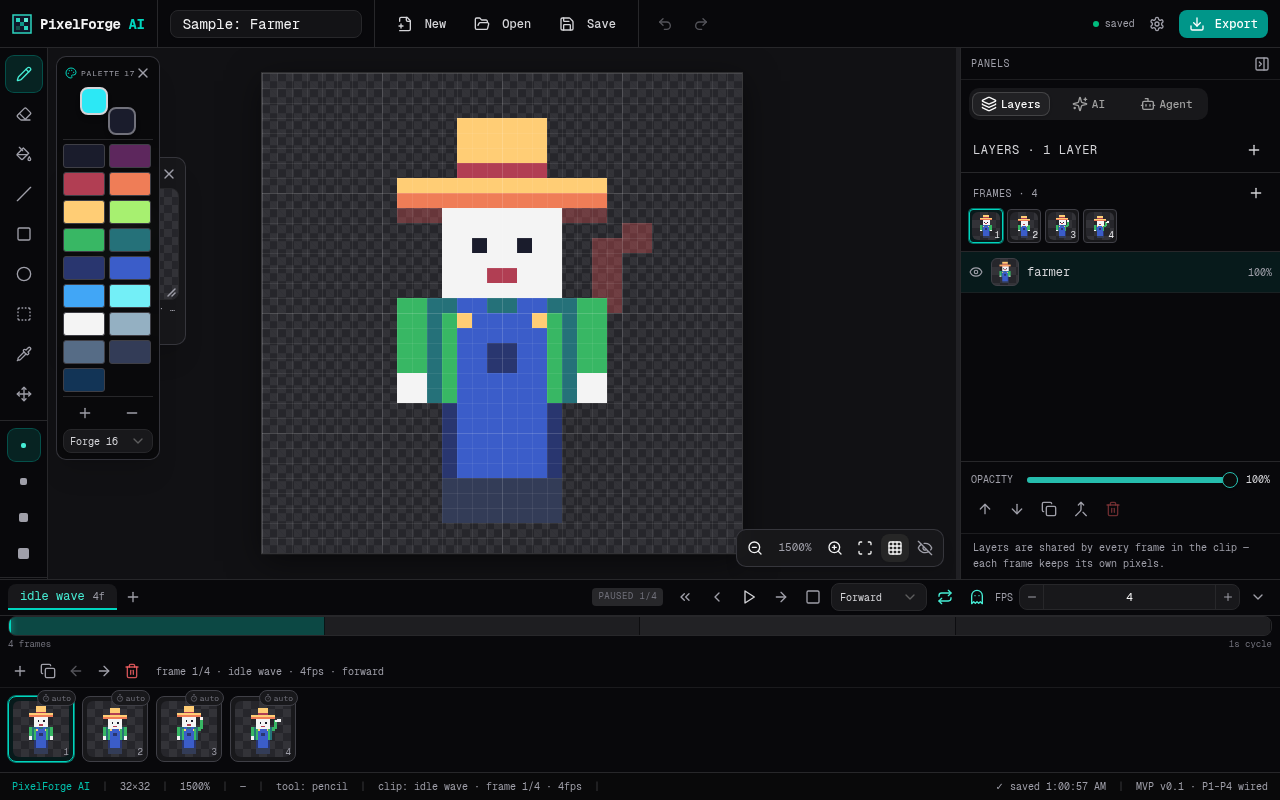 PixelForge AI
Sample: Farmer
New
Open
Save
saved
Export
PALETTE 17
Forge 16
PANELS
Layers
AI
Agent
LAYERS · 1 LAYER
FRAMES · 4
1
2
3
4
farmer
100%
OPACITY
100%
Layers are shared by every frame in the clip —
each frame keeps its own pixels.
1500%
idle wave 4f
PAUSED 1/4
Forward
FPS
4
4 frames
1s cycle
frame 1/4 · idle wave · 4fps · forward
auto
auto
auto
auto
1
2
3
4
PixelForge AI
32×32
1500%
—
tool: pencil
clip: idle wave · frame 1/4 · 4fps
✓ saved 1:00:57 AM
MVP v0.1 · P1-P4 wired